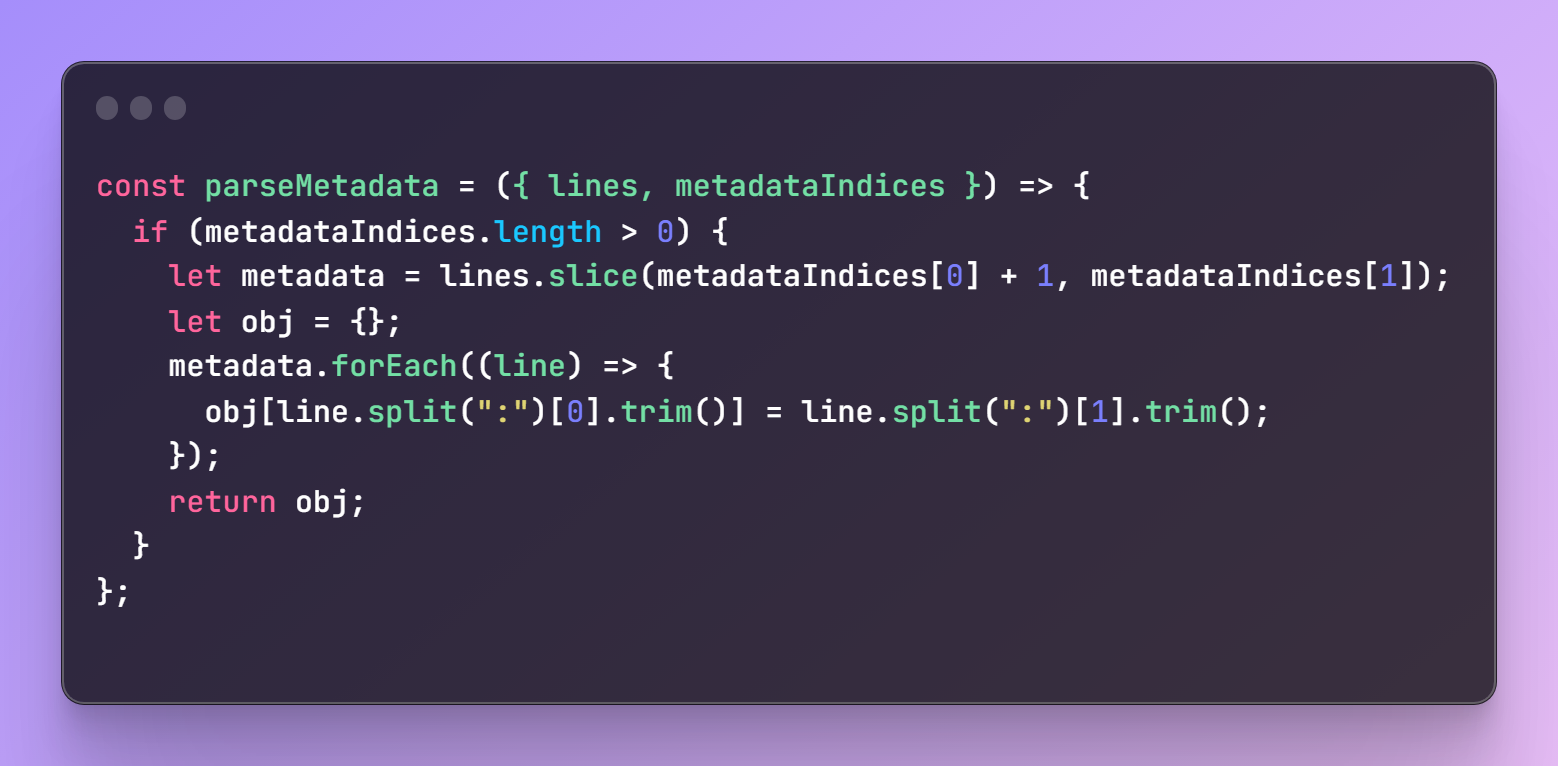 const parseMetadata = ({ lines, metadataIndices }) => {
  if (metadataIndices.length > 0) {
    let metadata = lines.slice(metadataIndices[0] + 1, metadataIndices[1]);
    let obj = {};
    metadata.forEach((line) => {
      obj[line.split(":")[0].trim()] = line.split(":")[1].trim();
    });
    return obj;
  }
};